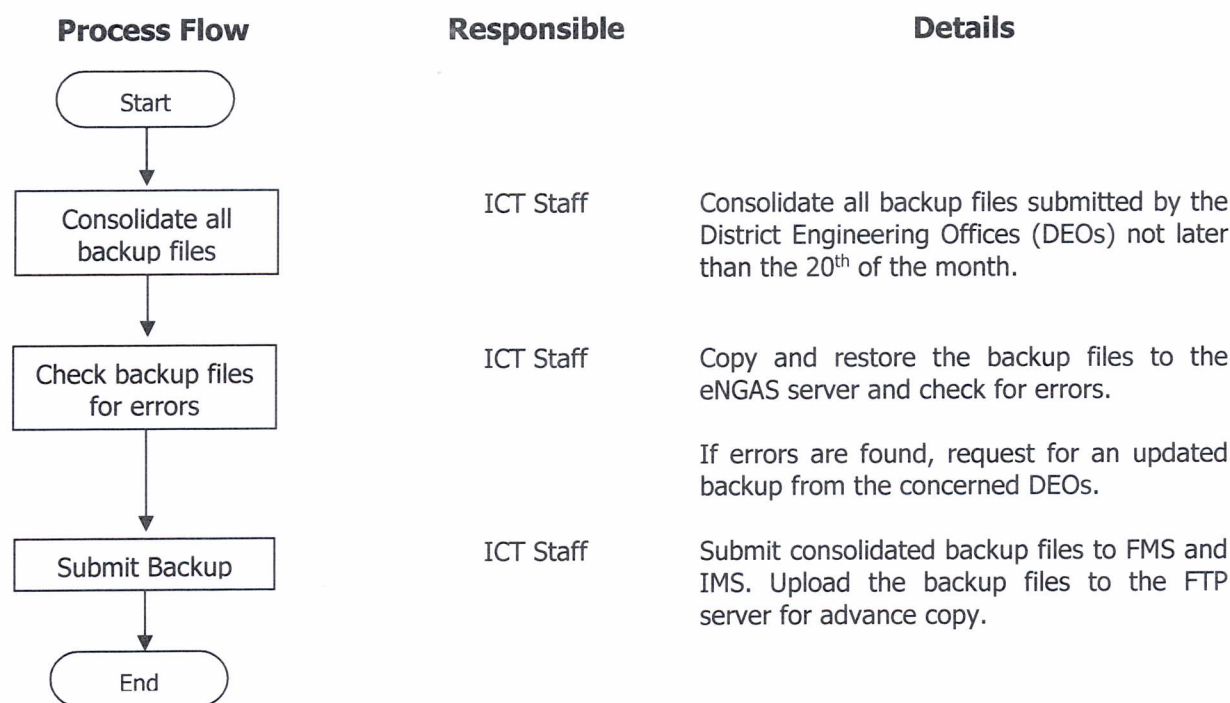 Process Flow Responsible Details
Start
Consolidate all
backup files
ICT Staff
Consolidate all backup files submitted by the
District Engineering Offices (DEOs) not later
than the 20th of the month.
Check backup files
for errors
ICT Staff
Copy and restore the backup files to the
eNGAS server and check for errors.
If errors are found, request for an updated
backup from the concerned DEOs.
Submit Backup
ICT Staff
Submit consolidated backup files to FMS and
IMS. Upload the backup files to the FTP
server for advance copy.
End